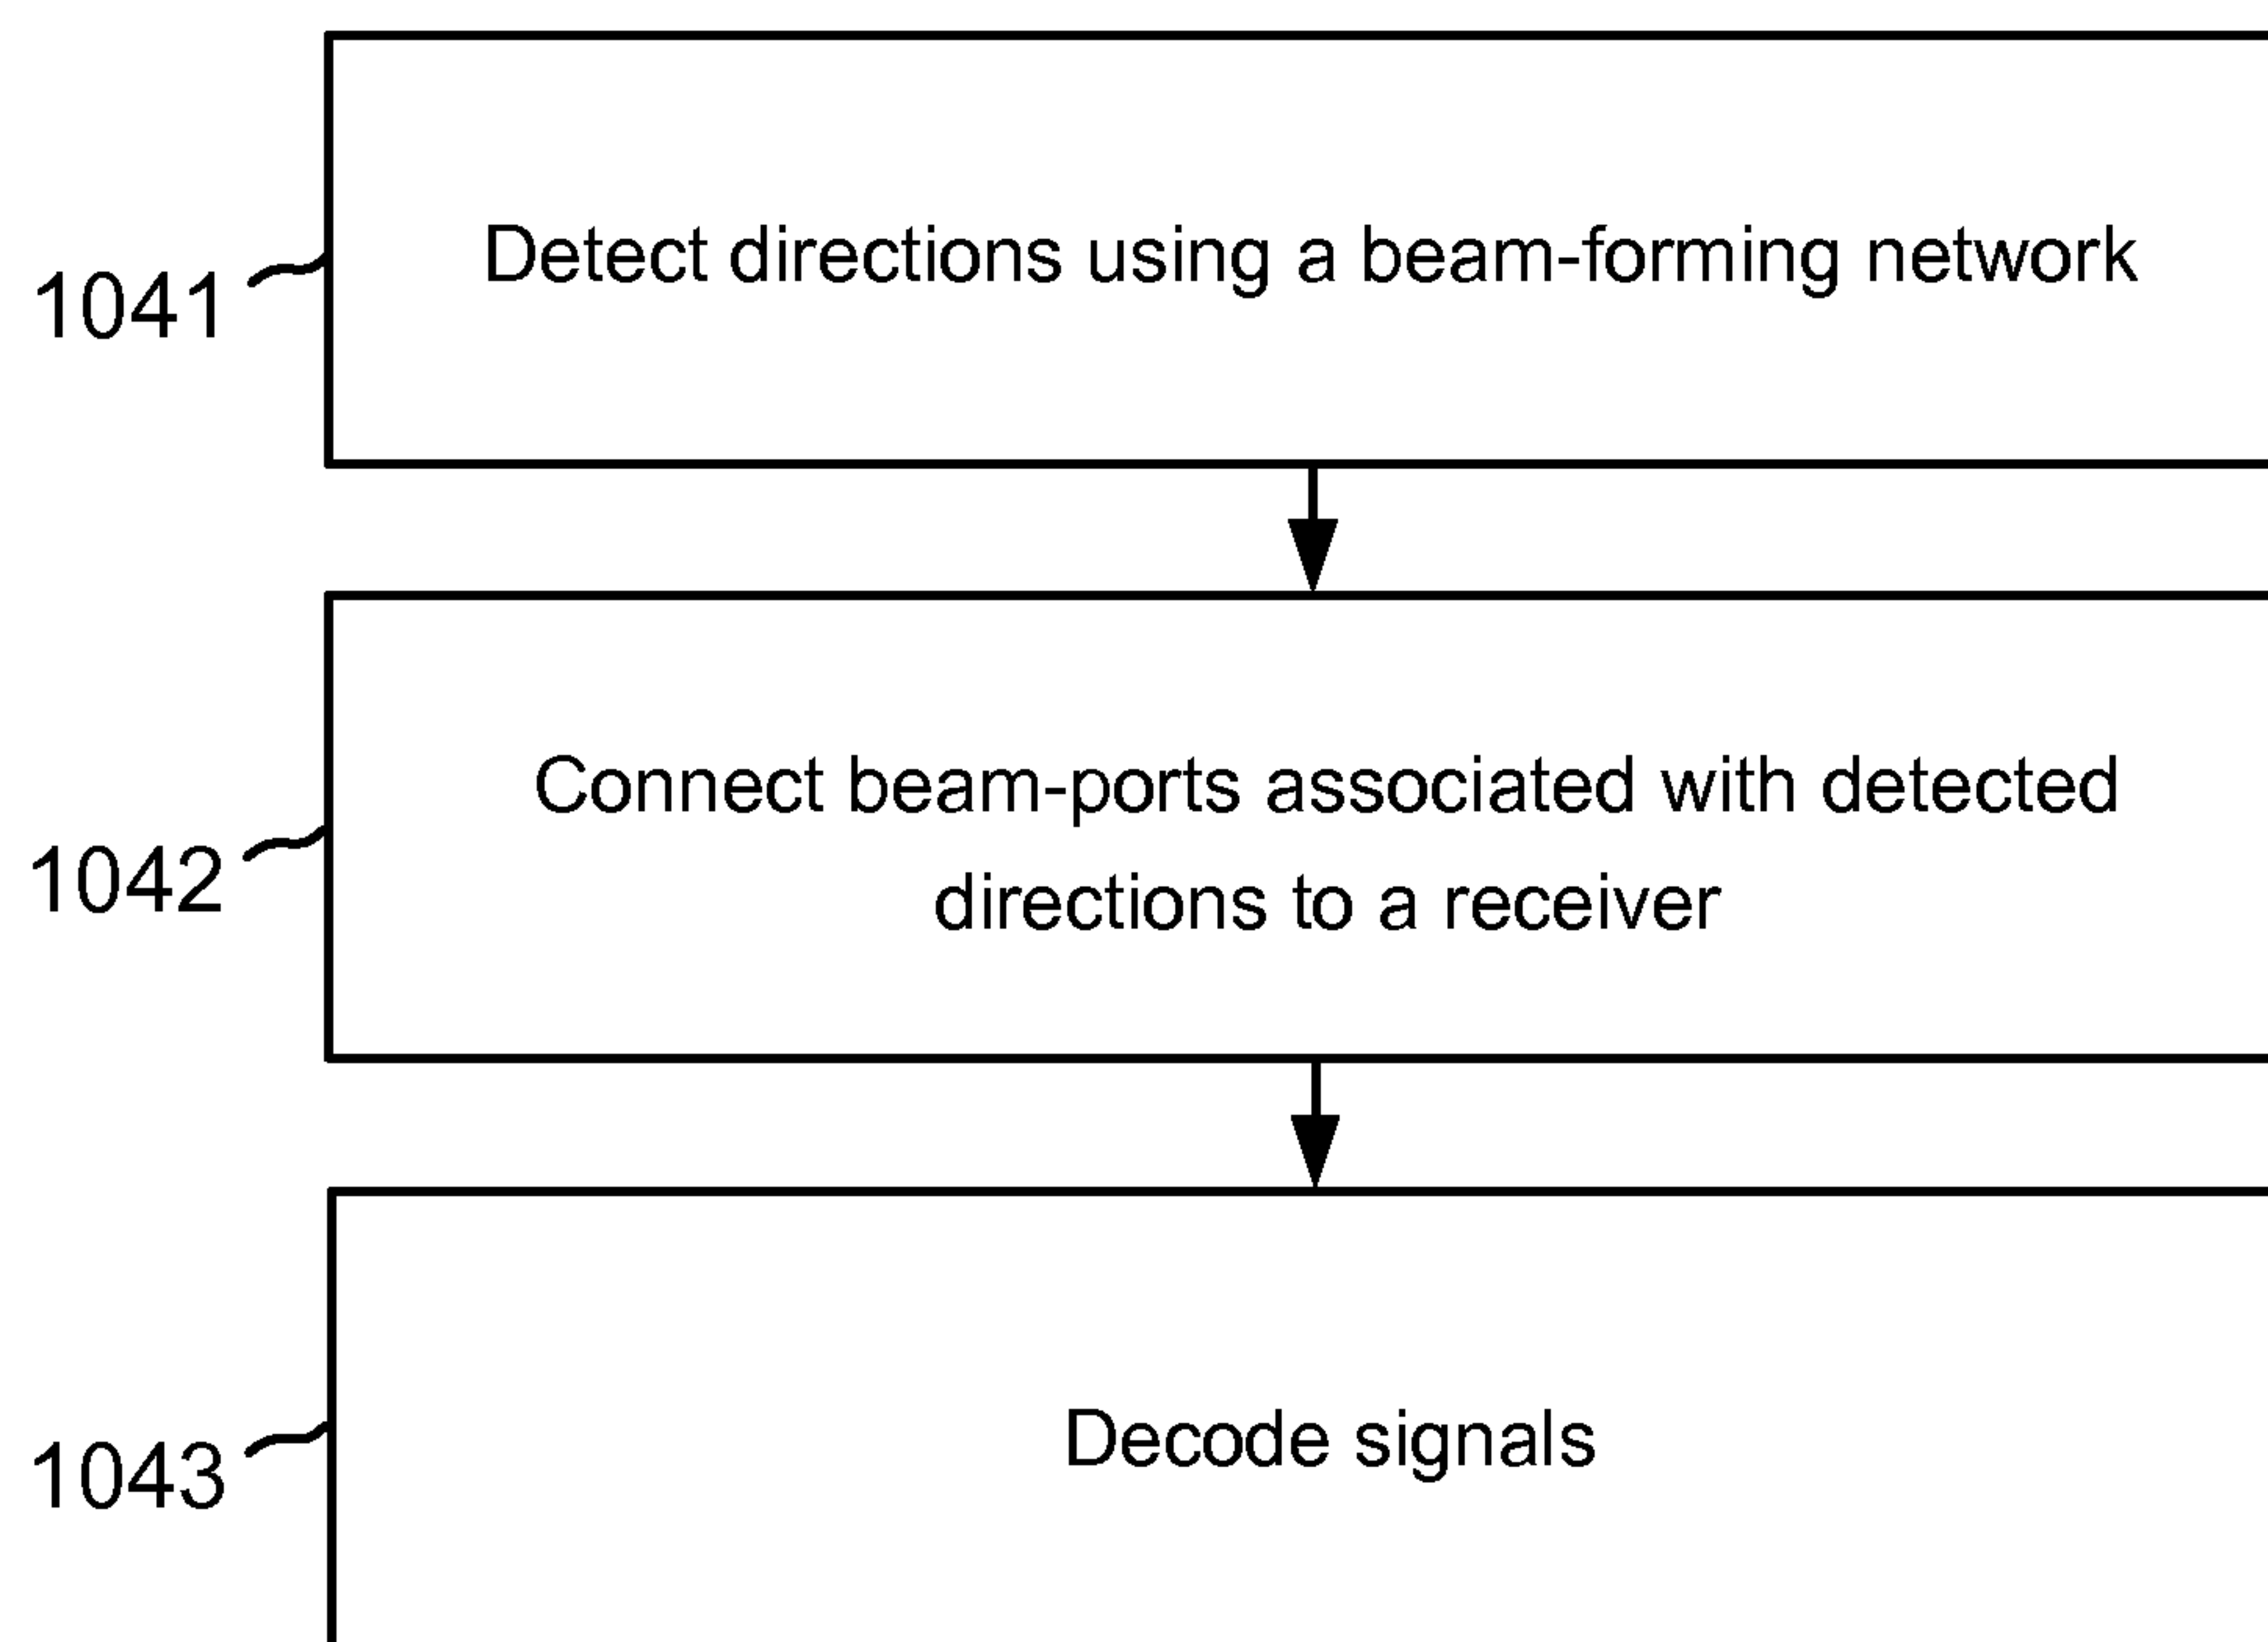 Detect directions using a beam-forming network
1041
Connect beam-ports associated with detected
directions to a receiver
1042
Decode signals
1043